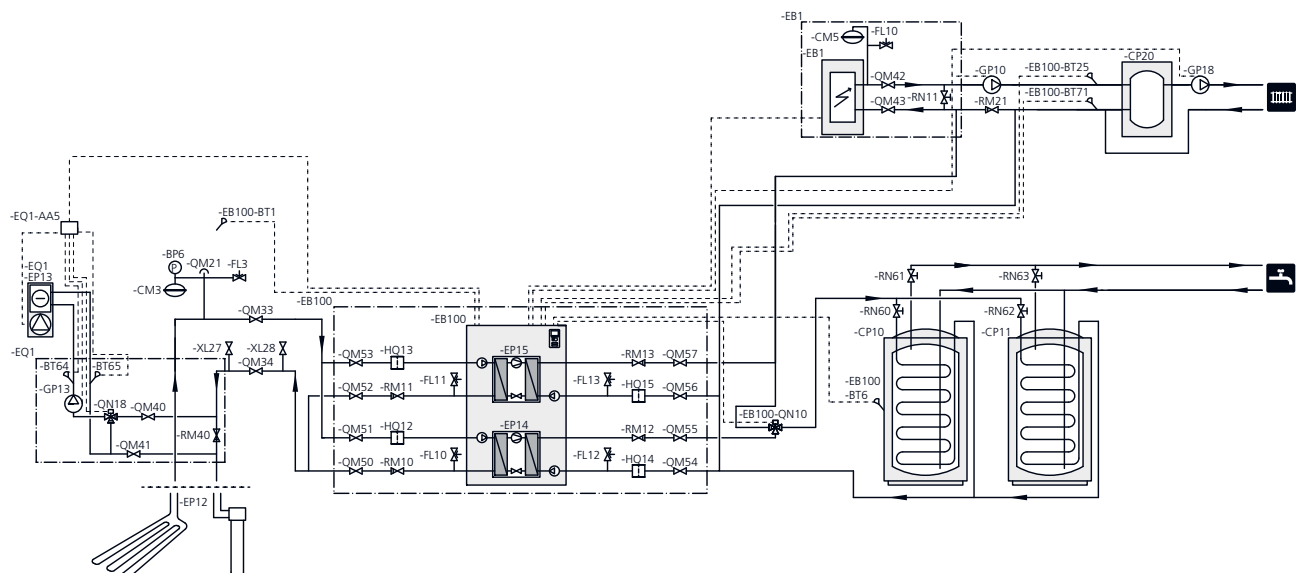 -EB1
-CM5
-FL10
-EB1
-QM42
-GP10
-EB100-BT25
-CP20
-GP18
-QM43
-RN11
-RM21
-EB100-BT71
-EQ1-AA5
-EB100-BT1
-BP6
P
-QM21
-FL3
-EQ1
-EP13
-CM3
-RN61
-RN63
-EB100
-QM33
-EB100
-RN60
-RN62
-CP10
-CP11
-EQ1
-XL27
-XL28
-QM34
-QM53
-HQ13
-EP15
-RM13
-QM57
-BT64
-BT65
-FL11
-FL13
-GP13
-QN18
-QM40
-QM52
-RM11
-HQ15
-QM56
-EB100
-BT6
-EB100-QN10
-RM40
-QM41
-QM51
-HQ12
-EP14
-RM12
-QM55
-FL10
-FL12
-QM50
-RM10
-HQ14
-QM54
-EP12